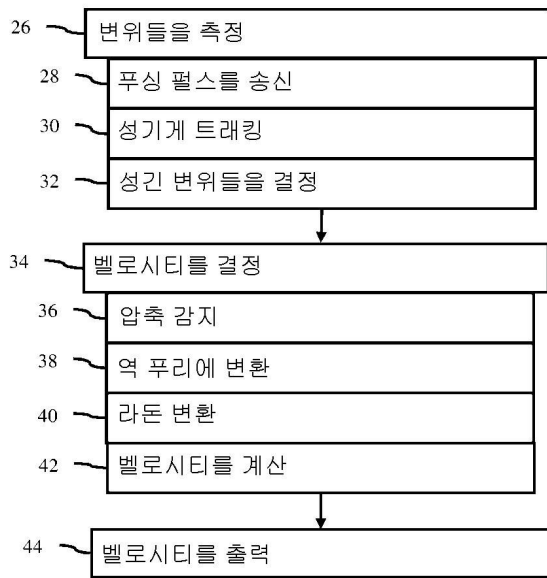 26 변위들을 측정
28 푸싱 펄스를 송신
30 성기게 트래킹
32 성긴 변위들을 결정
34 벨로시티를 결정
36 압축 감지
38 역 푸리에 변환
40 라돈 변환
42 벨로시티를 계산
44 벨로시티를 출력